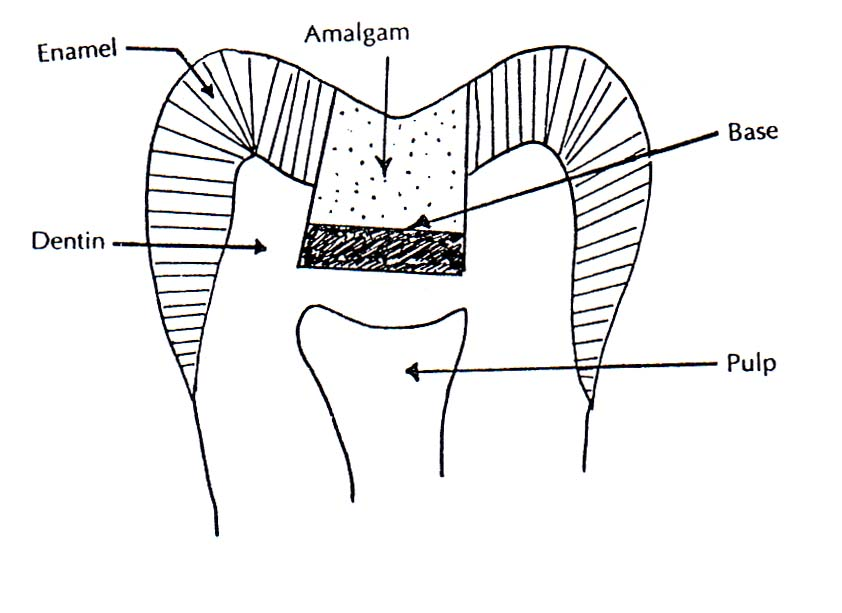 Amalgam
Enamel
Base
Dentin
Pulp